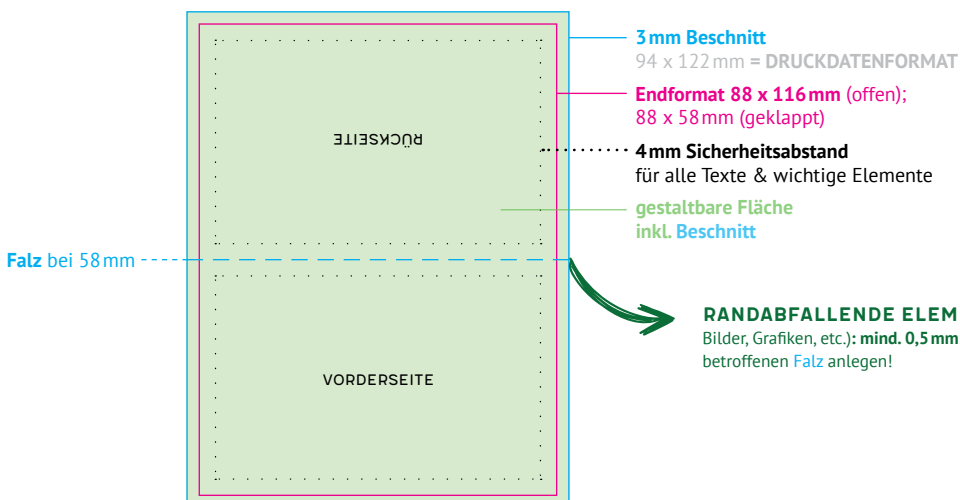 3 mm Beschnitt
94 x 122 mm = DRUCKDATENFORMAT
Endformat 88 x 116 mm (offen);
88 x 58 mm (geklappt)
4 mm Sicherheitsabstand
für alle Texte & wichtige Elemente
gestaltbare Fläche
inkl. Beschnitt
RÜCKSEITE
Falz bei 58 mm
RANDABFALLENDE ELEM
Bilder, Grafiken, etc.): mind. 0,5 mm
betroffenen Falz anlegen!
VORDERSEITE